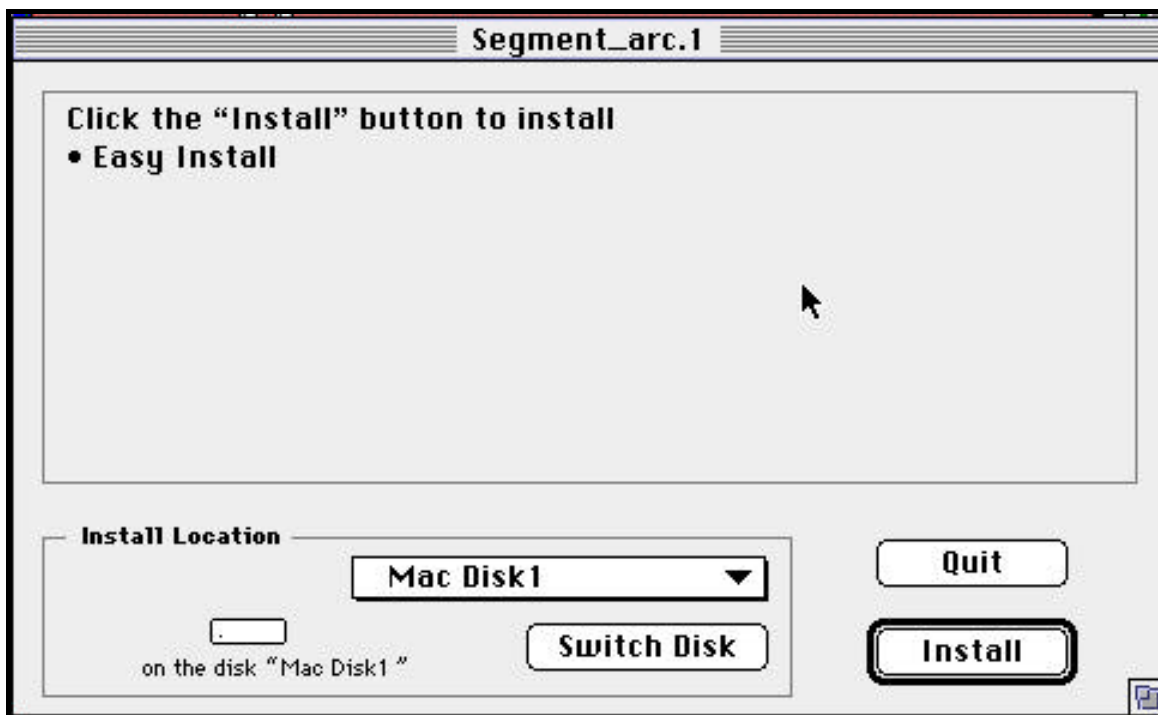 Segment_arc.1
Click the “Install” button to install
• Easy Install
Install Location
Mac Disk1
Quit
Switch Disk
on the disk “Mac Disk1 ”
Install